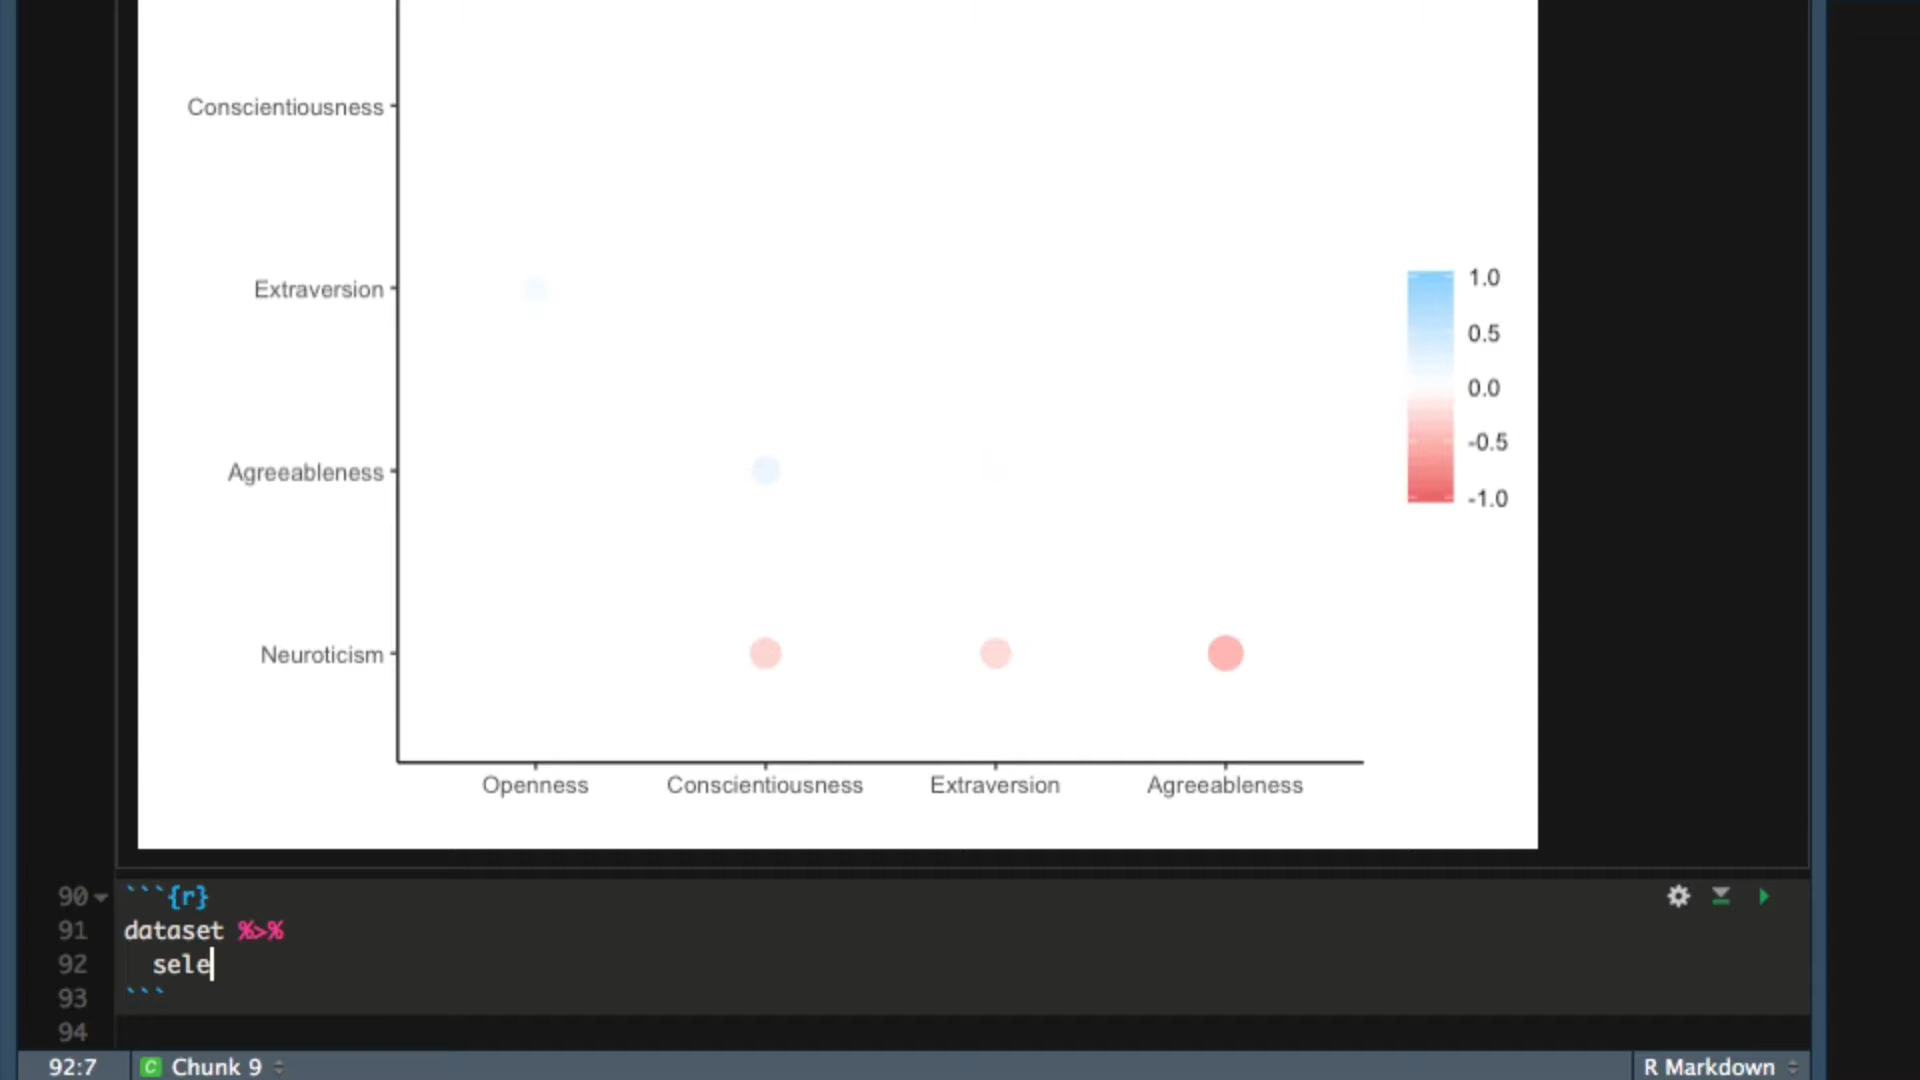 Conscientiousness
Extraversion
Agreeableness
Neuroticism
1.0
0.5
0.0
-0.5
-1.0
Openness Conscientiousness Extraversion Agreeableness
90 ```{r}
91 dataset %>%
92 sele
93 ```
94
92:7 C Chunk 9 R Markdown